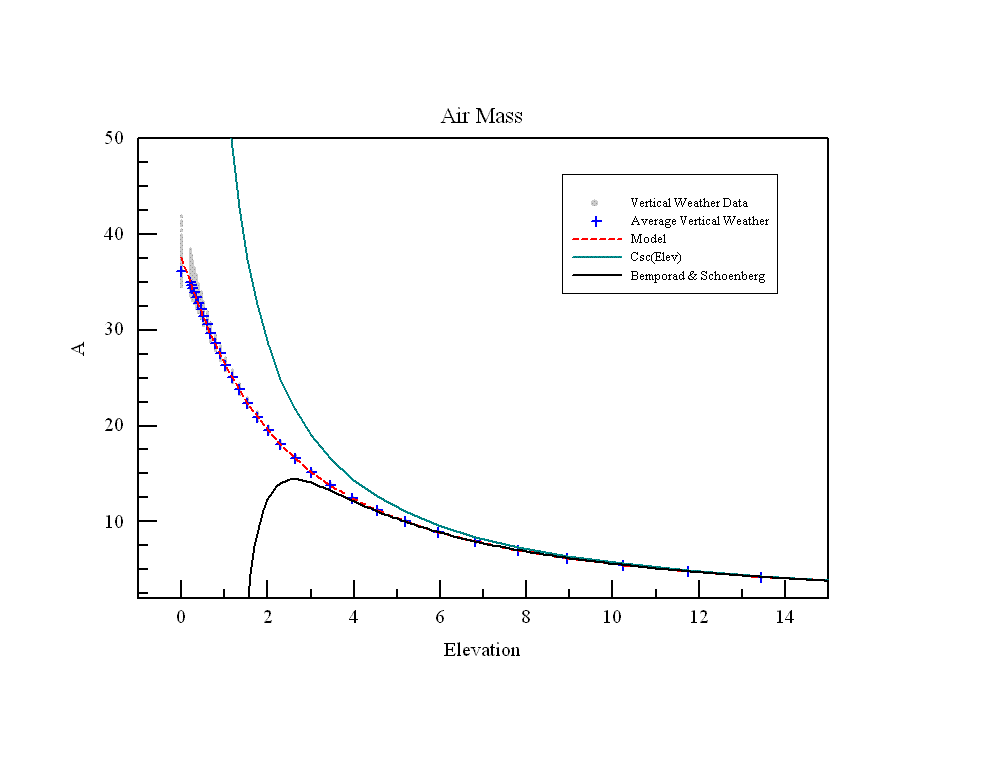 Air Mass
50
40
30
20
10
A
Vertical Weather Data
Average Vertical Weather
Model
Csc(Elev)
Bemporad & Schoenberg
0 2 4 6 8 10 12 14
Elevation